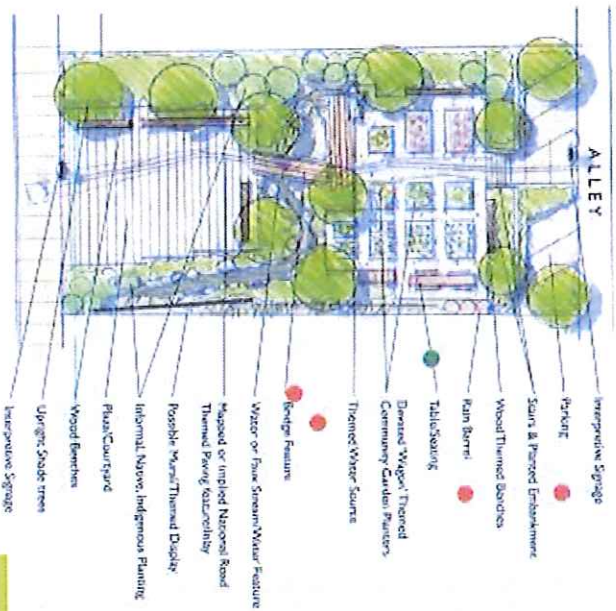 ALLEY
Interpretive Signage
Parking
Stairs & Planted Embankment
Wood Themed Benches
Rain Barrel
Table/Seating
Elevated 'Wagon' Themed
Community Garden Planters
Themed Water Source
Bridge Feature
Water or Faux Stream/Water Feature
Mapped or Implied National Road
Themed Paving feature/inlay
Possible Mural/Themed Display
Informal, Native, Indigenous Planting
Plaza/Courtyard
Wood Benches
Upright Shade trees
Interpretive Signage